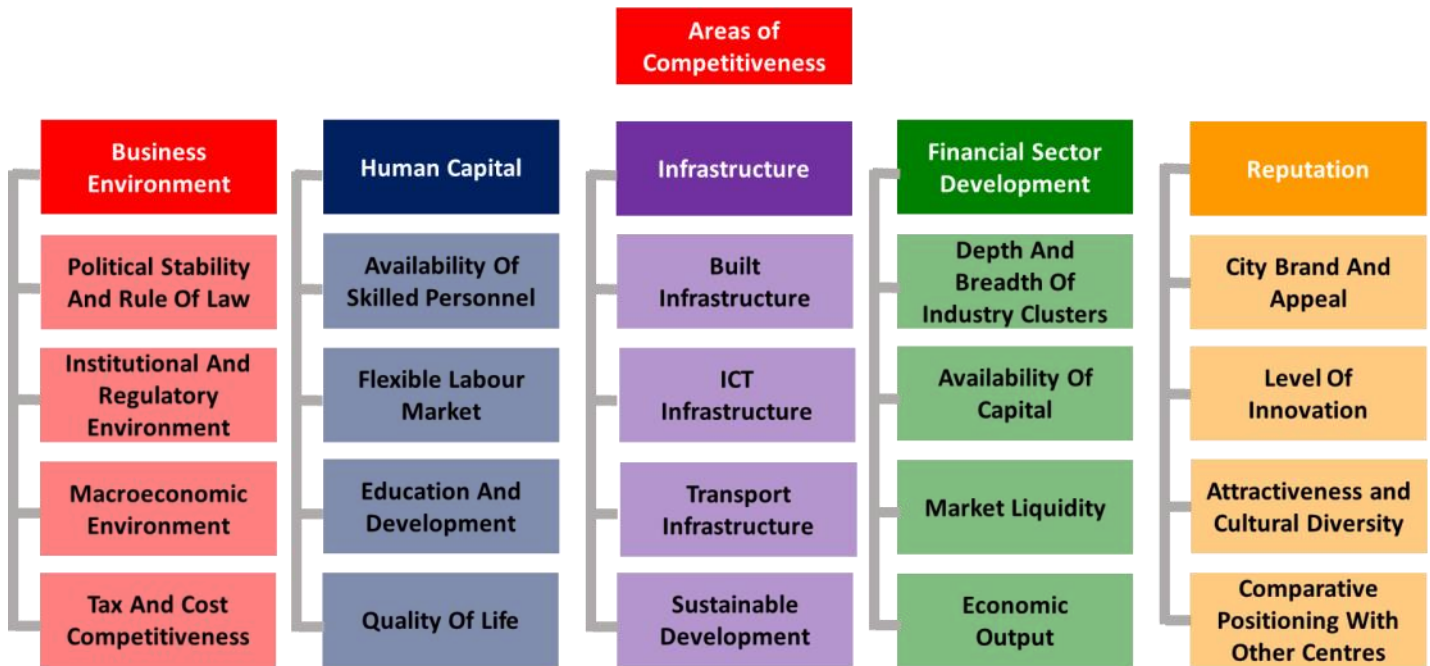 Areas of
Competitiveness
Business
Environment
Political Stability
And Rule Of Law
Institutional And
Regulatory
Environment
Macroeconomic
Environment
Tax And Cost
Competitiveness
Human Capital
Availability Of
Skilled Personnel
Flexible Labour
Market
Education And
Development
Quality Of Life
Infrastructure
Built
Infrastructure
ICT
Infrastructure
Transport
Infrastructure
Sustainable
Development
Financial Sector
Development
Depth And
Breadth Of
Industry Clusters
Availability Of
Capital
Market Liquidity
Economic
Output
Reputation
City Brand And
Appeal
Level Of
Innovation
Attractiveness and
Cultural Diversity
Comparative
Positioning With
Other Centres